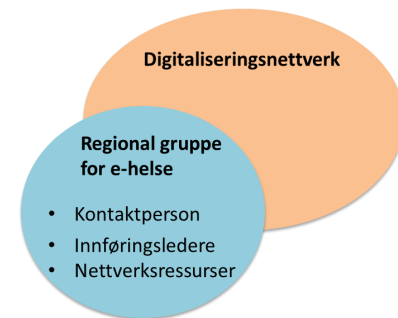 Digitaliseringsnettverk
Regional gruppe
for e-helse
• Kontaktperson
• Innføringsledere
• Nettverksressurser